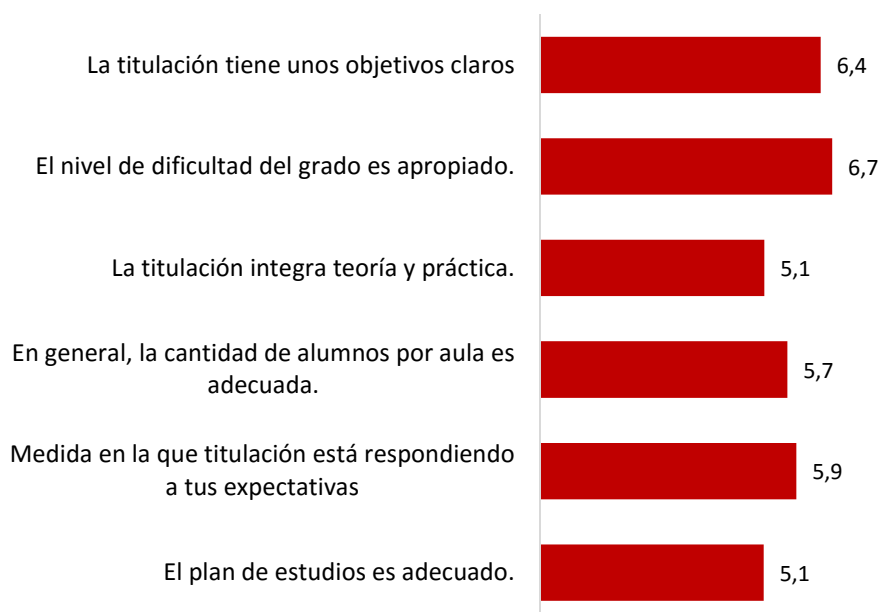 La titulación tiene unos objetivos claros
6,4
El nivel de dificultad del grado es apropiado.
6,7
La titulación integra teoría y práctica.
5,1
En general, la cantidad de alumnos por aula es
adecuada.
5,7
Medida en la que titulación está respondiendo
a tus expectativas
5,9
El plan de estudios es adecuado.
5,1